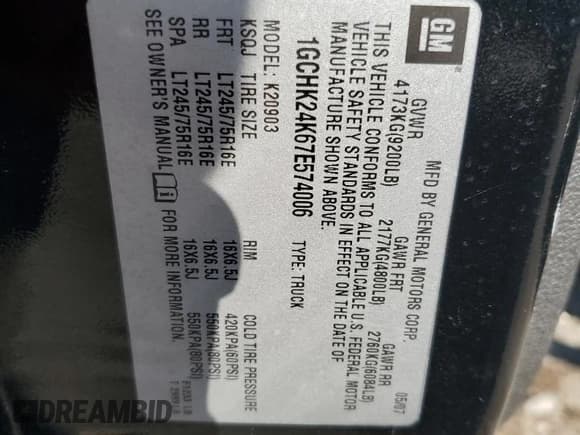 GM
MFD BY GENERAL MOTORS CORP. 05/07
GVWR GAWR FRT GAWR RR
4173KG(9200LB) 2177KG(4800LB) 2760KG(6084LB)
THIS VEHICLE CONFORMS TO ALL APPLICABLE U.S. FEDERAL MOTOR
VEHICLE SAFETY STANDARDS IN EFFECT ON THE DATE OF
MANUFACTURE SHOWN ABOVE.
1GCHK24K67E574006 TYPE: TRUCK
MODEL: K20903
KSQJ TIRE SIZE RIM COLD TIRE PRESSURE
FRT LT245/75R16E 16X6.5J 420KPA(60PSI)
RR LT245/75R16E 16X6.5J 550KPA(80PSI)
SPA LT245/75R16E 16X6.5J 550KPA(80PSI)
SEE OWNER'S MANUAL FOR MORE INFORMATION.
DREAMBID